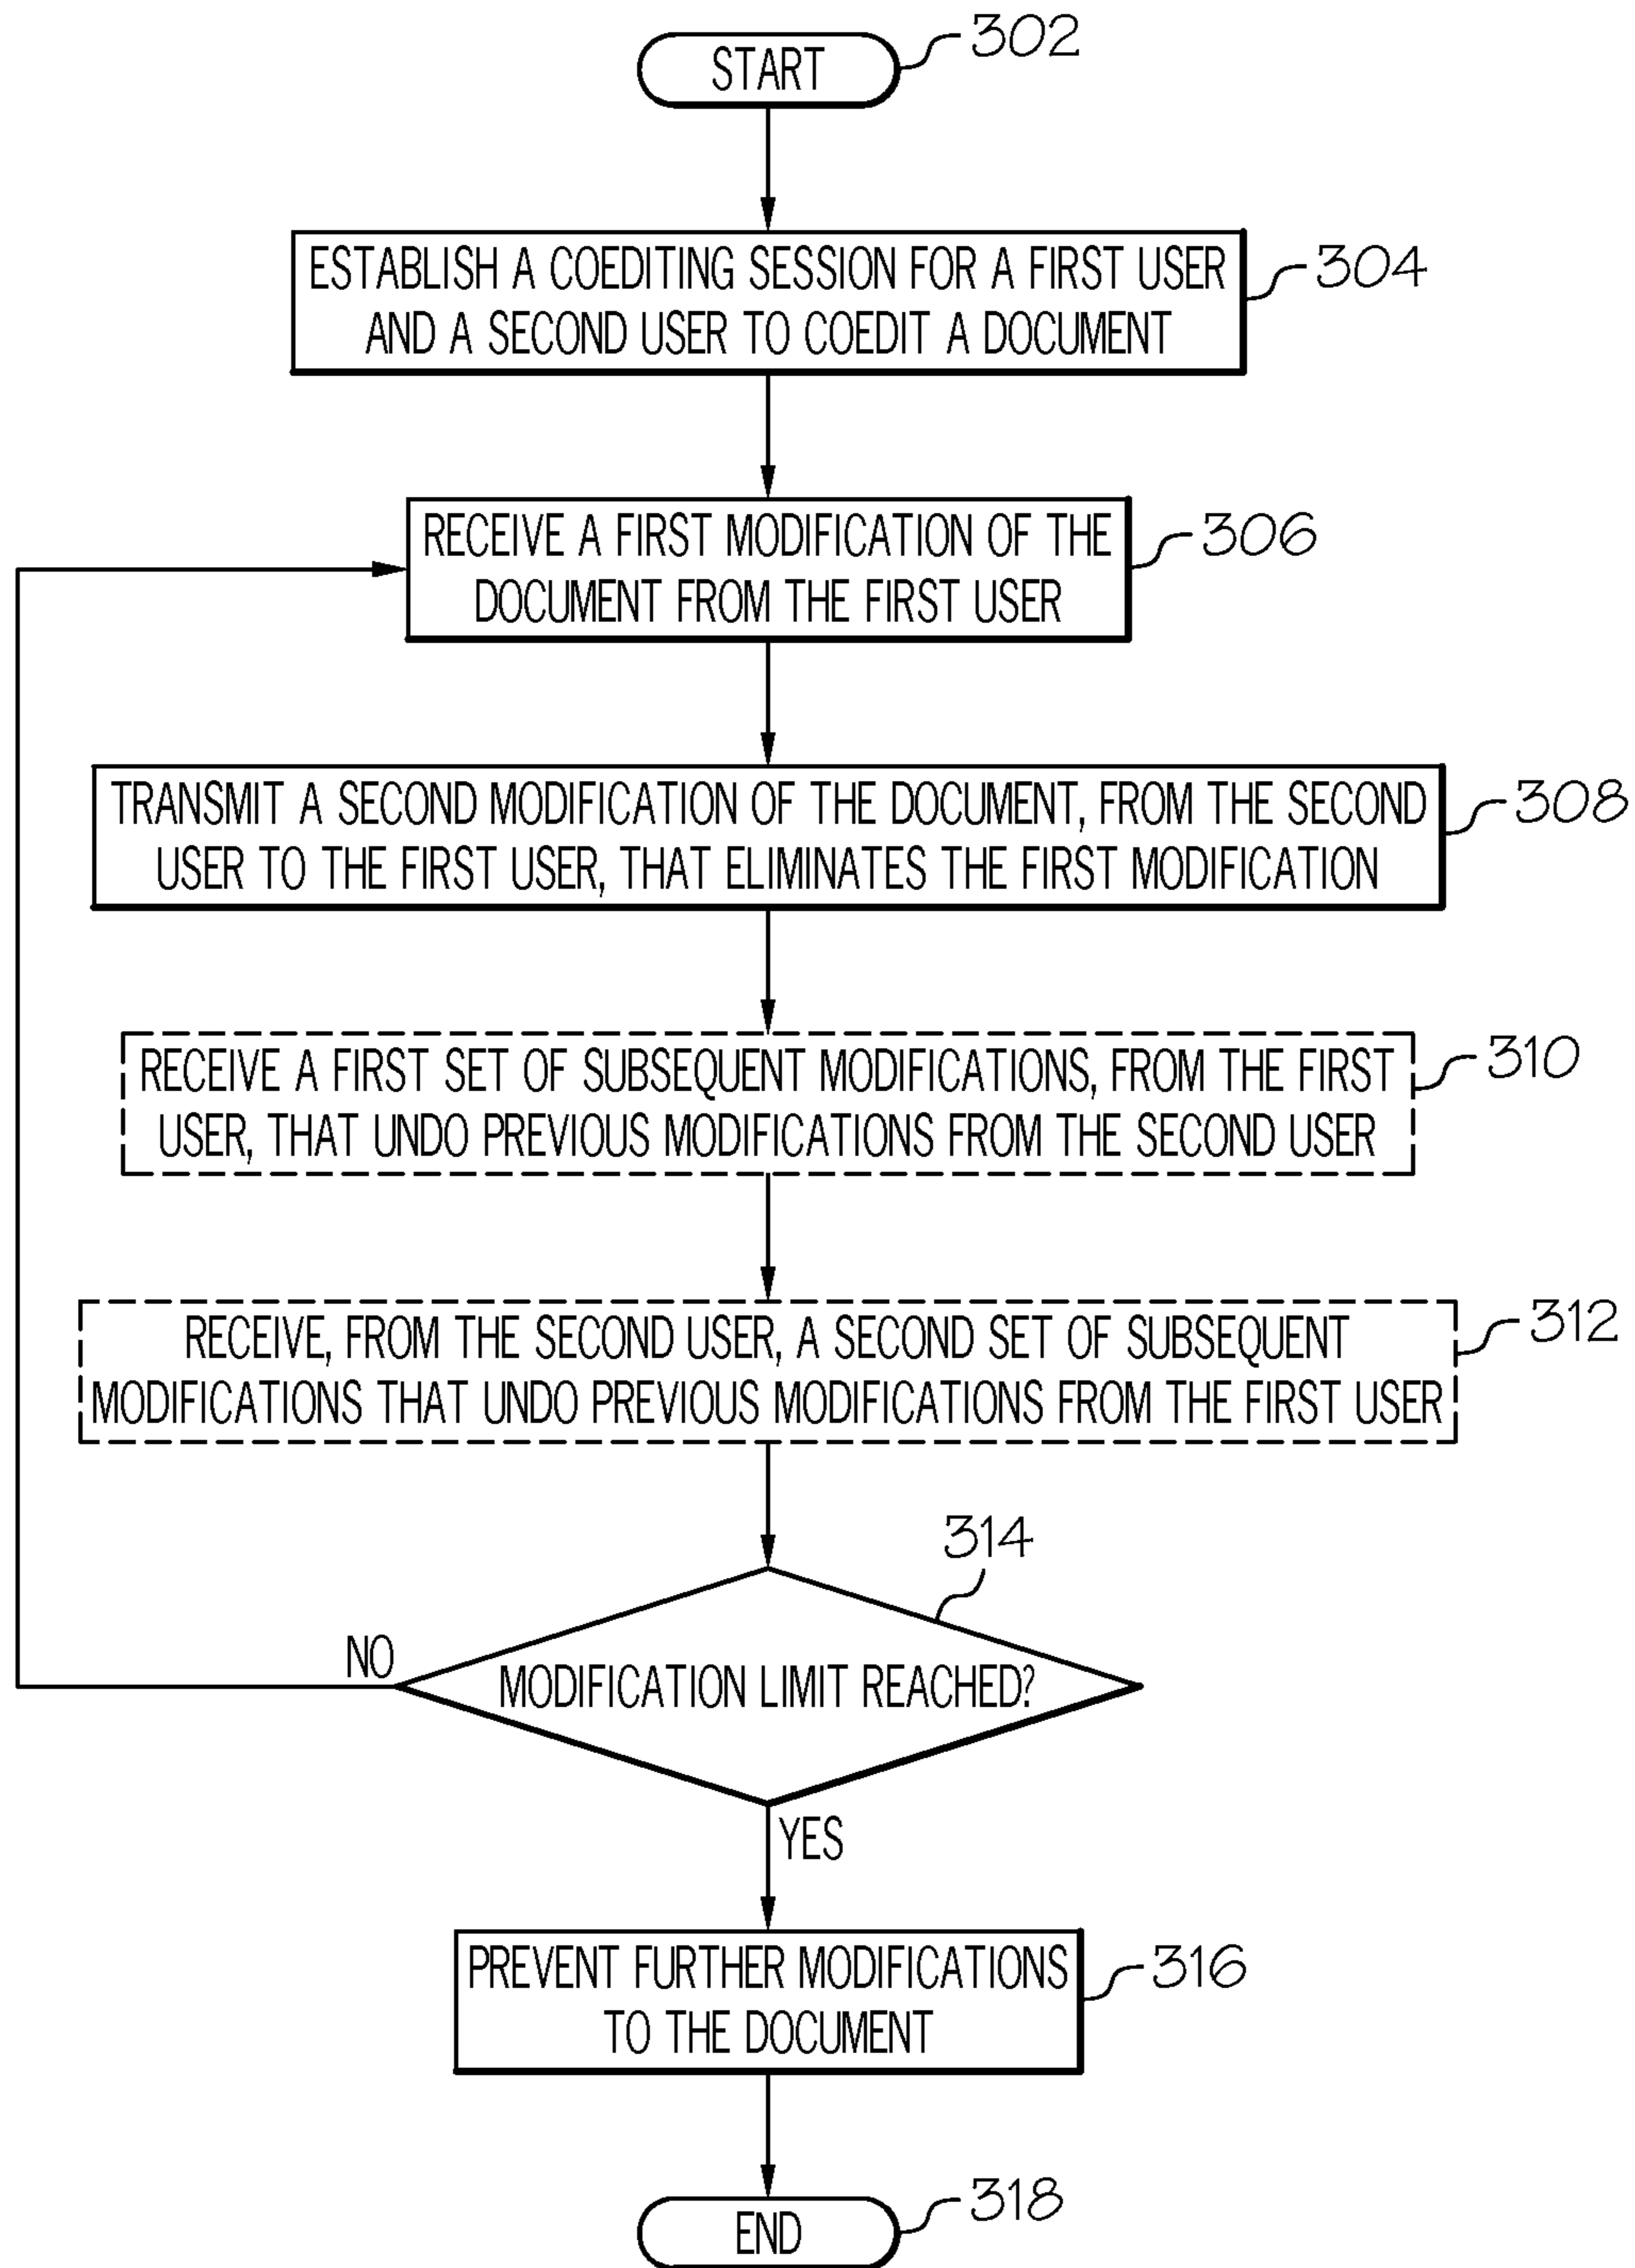 START
302
ESTABLISH A COEDITING SESSION FOR A FIRST USER
AND A SECOND USER TO COEDIT A DOCUMENT
304
RECEIVE A FIRST MODIFICATION OF THE
DOCUMENT FROM THE FIRST USER
306
TRANSMIT A SECOND MODIFICATION OF THE DOCUMENT, FROM THE SECOND
USER TO THE FIRST USER, THAT ELIMINATES THE FIRST MODIFICATION
308
RECEIVE A FIRST SET OF SUBSEQUENT MODIFICATIONS, FROM THE FIRST
USER, THAT UNDO PREVIOUS MODIFICATIONS FROM THE SECOND USER
310
RECEIVE, FROM THE SECOND USER, A SECOND SET OF SUBSEQUENT
MODIFICATIONS THAT UNDO PREVIOUS MODIFICATIONS FROM THE FIRST USER
312
314
NO
MODIFICATION LIMIT REACHED?
YES
PREVENT FURTHER MODIFICATIONS
TO THE DOCUMENT
316
END
318